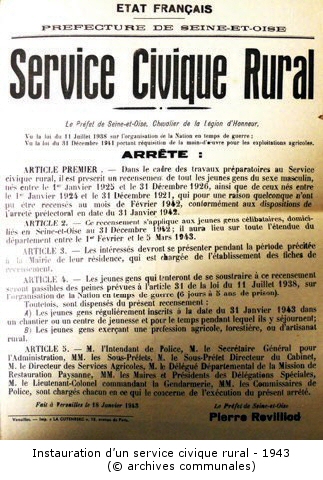 ETAT FRANÇAIS
PREFECTURE DE SEINE-ET-OISE
Service Civique Rural
Le Préfet de Seine-et-Oise, Chevalier de la Légion d'Honneur,
Vu la loi du 11 Juillet 1938 sur l'organisation de la Nation en temps de guerre ;
Vu la loi du 31 Décembre 1941 portant réquisition de la main-d'œuvre pour les exploitations agricoles.
ARRÊTE :
ARTICLE PREMIER. — Dans le cadre des travaux préparatoires au Service
civique rural, il est prescrit un recensement de tout les jeunes gens du sexe masculin,
nés entre le 1er Janvier 1925 et le 31 Décembre 1926, ainsi que de ceux nés entre
le 1er Janvier 1924 et le 31 Décembre 1921, qui pour une raison quelconque n'ont
pu être recensés au mois de Février 1942, conformément aux dispositions de
l'arrêté préfectoral en date du 31 Janvier 1942.
ARTICLE 2. — Ce recensement s'applique aux jeunes gens célibataires, domiciliés
en Seine-et-Oise au 31 Décembre 1942 ; il aura lieu sur toute l'étendue du
département entre le 1er Février et le 5 Mars 1943.
ARTICLE 3. — Les intéressés devront se présenter pendant la période précitée
à la Mairie de leur résidence, qui est chargée de l'établissement des fiches de
recensement.
ARTICLE 4. — Les jeunes gens qui tenteront de se soustraire à ce recensement
seront passibles des peines prévues à l'article 31 de la loi du 11 Juillet 1938, sur
l'organisation de la Nation en temps de guerre (6 jours à 5 ans de prison).
Toutefois, sont dispensés du présent recensement :
A) Les jeunes gens régulièrement inscrits à la date du 31 Janvier 1943 dans
un chantier ou un centre de jeunesse et pour le temps pendant lequel ils y séjourent;
B) Les jeunes gens exerçant une profession agricole, forestière, ou d'artisanat
rural.
ARTICLE 5. — M. l'Intendant de Police, M. le Secrétaire Général pour
l'Administration, MM. les Sous-Préfets, M. le Sous-Préfet Directeur du Cabinet,
M. le Directeur des Services Agricoles, M. le Délégué Départemental de la Mission de
Restauration Paysanne, MM. les Maires et Présidents des Délégations Spéciales,
M. le Lieutenant-Colonel commandant la Gendarmerie, MM. les Commissaires de
Police, sont chargés chacun en ce qui le concerne de l'exécution du présent arrêté.
Fait à Versailles le 18 Janvier 1943
Le Préfet de Seine-et-Oise
Pierre Revilliod
Versailles. — Imp. « LA GUTENBERG »
Instauration d'un service civique rural - 1943
(© archives communales)